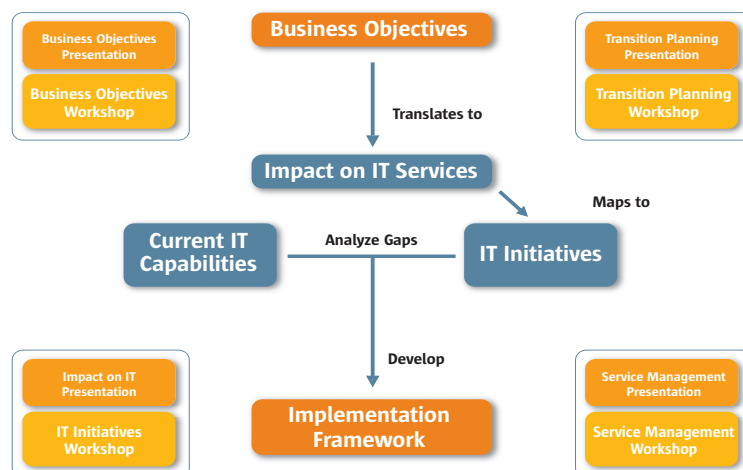 Business Objectives
Presentation
Business Objectives
Workshop
Business Objectives
Transition Planning
Presentation
Transition Planning
Workshop
Translates to
Impact on IT Services
Maps to
Current IT
Capabilities
Analyze Gaps
IT Initiatives
Develop
Impact on IT
Presentation
IT Initiatives
Workshop
Implementation
Framework
Service Management
Presentation
Service Management
Workshop